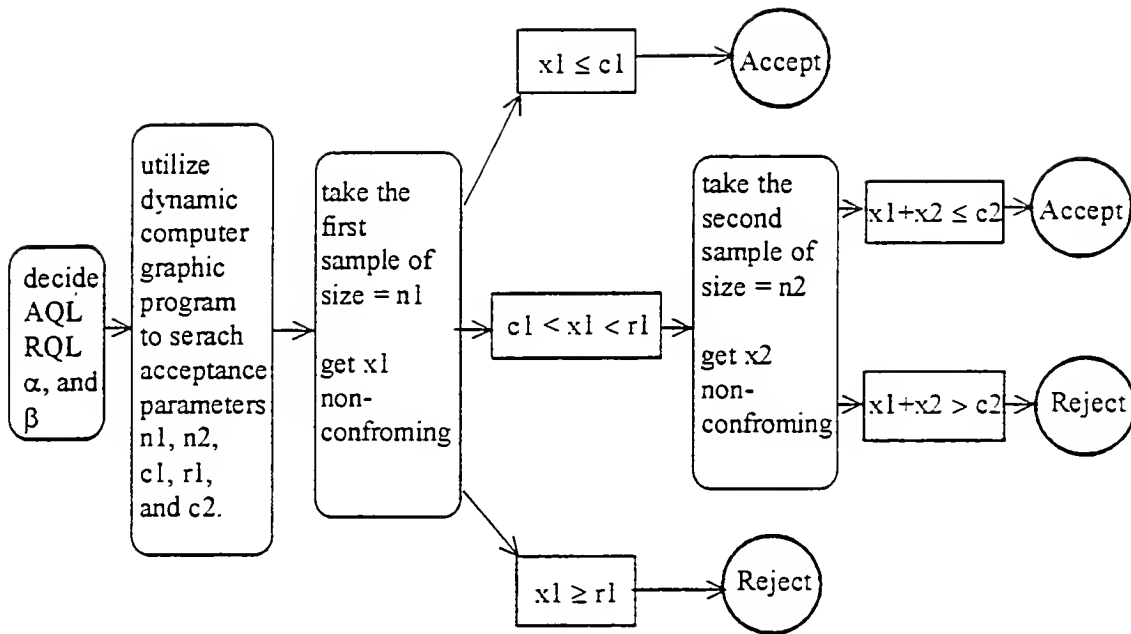 decide
AQL
RQL
α, and
β
utilize
dynamic
computer
graphic
program
to serach
acceptance
parameters
n1, n2,
c1, r1,
and c2.
take the
first
sample of
size = n1
get x1
non-
confroming
x1 ≤ c1
Accept
c1 < x1 < r1
take the
second
sample of
size = n2
get x2
non-
confroming
x1+x2 ≤ c2
Accept
x1+x2 > c2
Reject
x1 ≥ r1
Reject